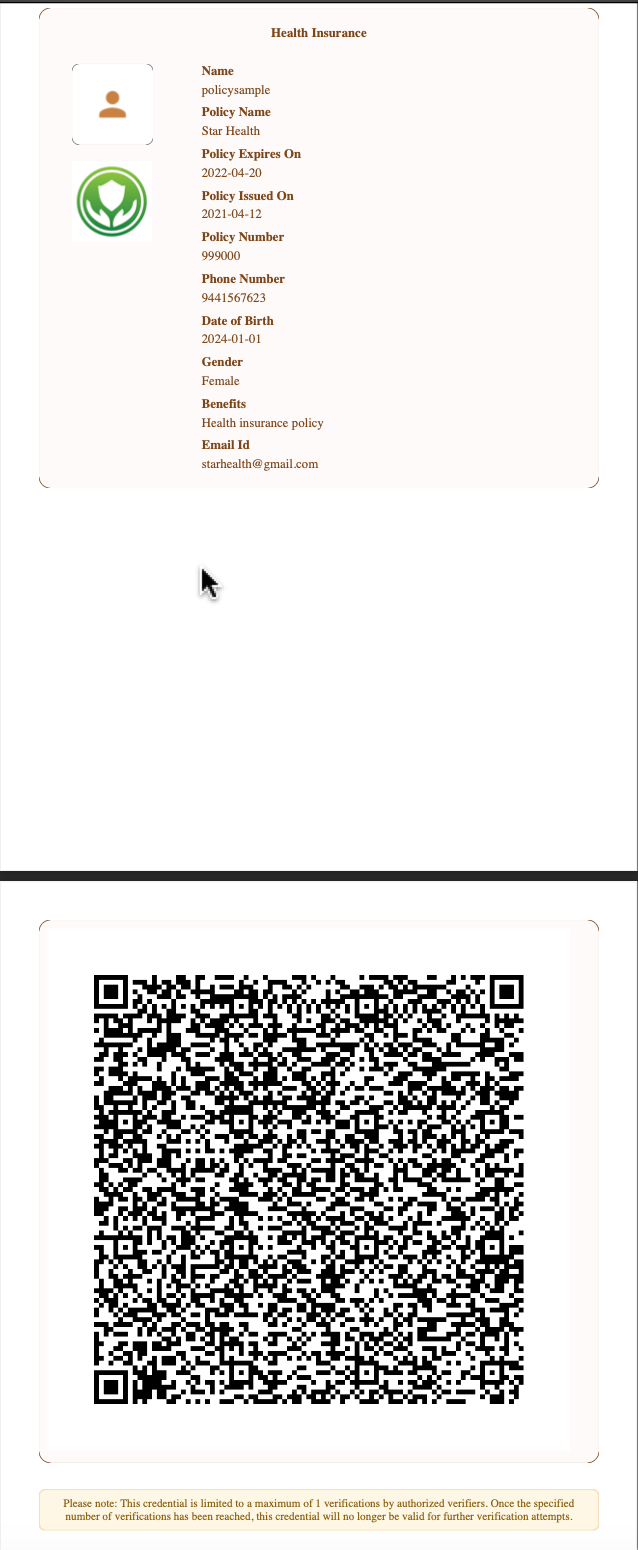 Health Insurance
Name
policysample
Policy Name
Star Health
Policy Expires On
2022-04-20
Policy Issued On
2021-04-12
Policy Number
999000
Phone Number
9441567623
Date of Birth
2024-01-01
Gender
Female
Benefits
Health insurance policy
Email Id
starhealth@gmail.com
Please note: This credential is limited to a maximum of 1 verifications by authorized verifiers. Once the specified
number of verifications has been reached, this credential will no longer be valid for further verification attempts.